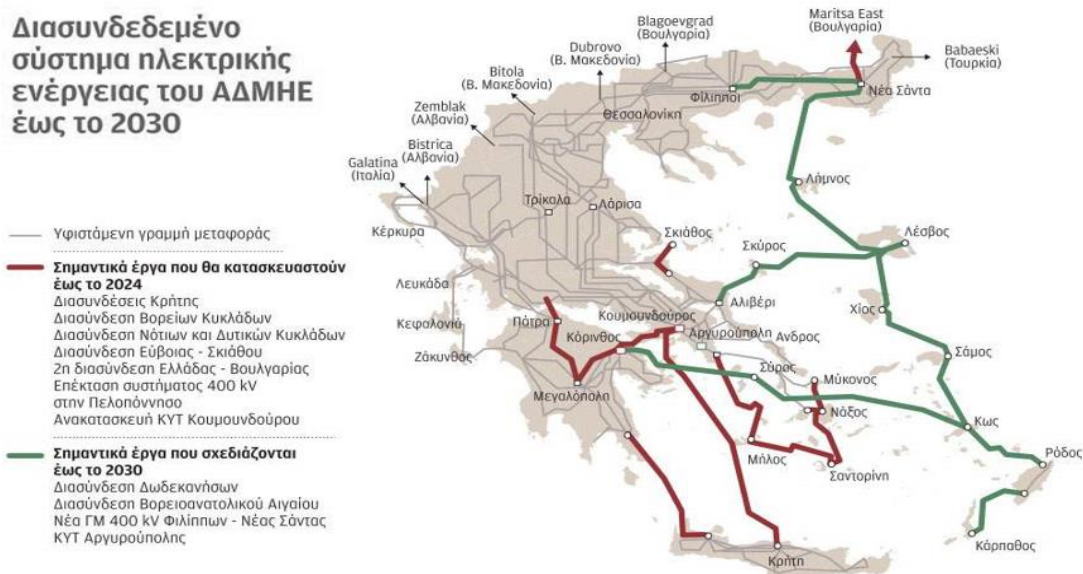 Διασυνδεδεμένο
σύστημα ηλεκτρικής
ενέργειας του ΑΔΜΗΕ
έως το 2030
Υφιστάμενη γραμμή μεταφοράς
Σημαντικά έργα που θα κατασκευαστούν
έως το 2024
Διασυνδέσεις Κρήτης
Διασύνδεση Βορείων Κυκλάδων
Διασύνδεση Νότιων και Δυτικών Κυκλάδων
Διασύνδεση Εύβοιας - Σκιάθου
2η διασύνδεση Ελλάδας - Βουλγαρίας
Επέκταση συστήματος 400 kV
στην Πελοπόννησο
Ανακατασκευή ΚΥΤ Κουμουνδούρου
Σημαντικά έργα που σχεδιάζονται
έως το 2030
Διασύνδεση Δωδεκανήσων
Διασύνδεση Βορειοανατολικού Αιγαίου
Νέα ΓΜ 400 kV Φιλίππων - Νέας Σάντας
ΚΥΤ Αργυρούπολης
Maritsa East
(Βουλγαρία)
Blagoevgrad
(Βουλγαρία)
Dubrovo
(Β. Μακεδονία)
Babaeski
(Τουρκία)
Bitola
(Β. Μακεδονία)
Zemblak
(Αλβανία)
Bistrica
(Αλβανία)
Galatina
(Ιταλία)
Φίλιπποι
Νέα Σάντα
Θεσσαλονίκη
Λήμνος
Τρίκαλα
Λάρισα
Κέρκυρα
Σκιάθος
Σκύρος
Λέσβος
Λευκάδα
Αλιβέρι
Κεφαλονιά
Πάτρα
Κουμουνδούρος
Χίος
Κόρινθος
Αργυρούπολη
Άνδρος
Ζάκυνθος
Σάμος
Σύρος
Μύκονος
Μεγαλόπολη
Νάξος
Κως
Μήλος
Σαντορίνη
Ρόδος
Κάρπαθος
Κρήτη